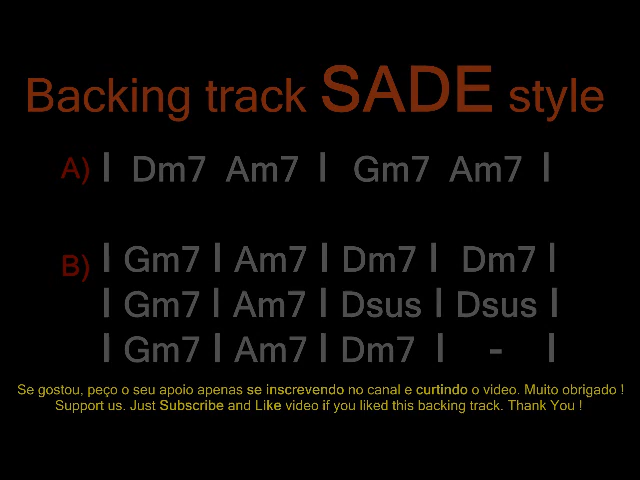 Backing track SADE style
A) | Dm7 Am7 | Gm7 Am7 |
B) | Gm7 | Am7 | Dm7 | Dm7 |
| Gm7 | Am7 | Dsus | Dsus |
| Gm7 | Am7 | Dm7 | - |
Se gostou, peço o seu apoio apenas se inscrevendo no canal e curtindo o video. Muito obrigado !
Support us. Just Subscribe and Like video if you liked this backing track. Thank You !